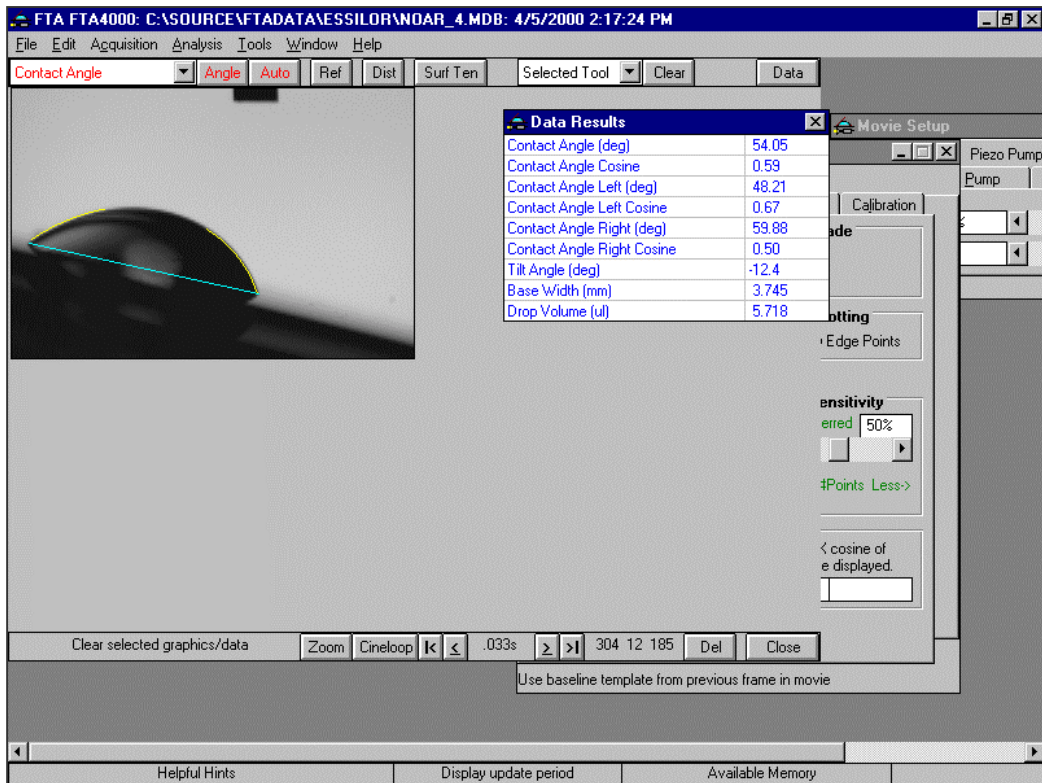 FTA FTA4000: C:\SOURCE\FTADATA\ESSILOR\NOAR_4.MDB: 4/5/2000 2:17:24 PM
File Edit Acquisition Analysis Tools Window Help
Contact Angle Angle Auto Ref Dist Surf Ten Selected Tool Clear Data
Data Results
Contact Angle (deg) 54.05
Contact Angle Cosine 0.59
Contact Angle Left (deg) 48.21
Contact Angle Left Cosine 0.67
Contact Angle Right (deg) 59.88
Contact Angle Right Cosine 0.50
Tilt Angle (deg) -12.4
Base Width (mm) 3.745
Drop Volume (ul) 5.718
Movie Setup
Piezo Pump
Pump
Calibration
ade
%
otting
Edge Points
ensitivity
erred 50%
#Points Less->
cosine of
e displayed.
Clear selected graphics/data Zoom Cineloop |< < .033s > >| 304 12 185 Del Close
Use baseline template from previous frame in movie
Helpful Hints Display update period Available Memory